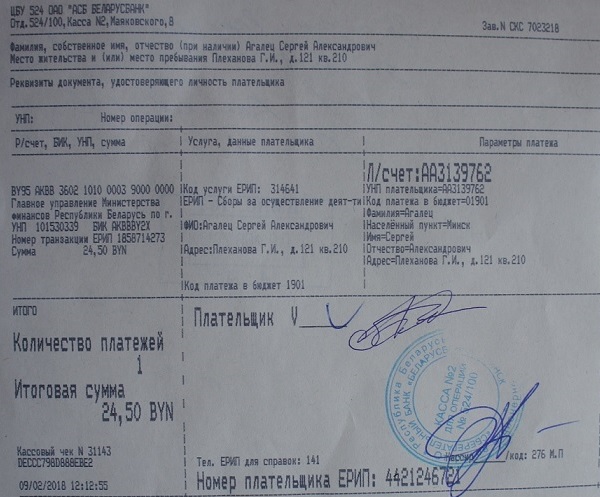 ЦБУ 524 ОАО "АСБ БЕЛАРУСБАНК"
Отд.524/100,Касса N2,Маяковского,8
Зав.N СКС 7023218
Фамилия, собственное имя, отчество (при наличии) Агалец Сергей Александрович
Место жительства и (или) место пребывания Плеханова Г.И., д.121 кв.210
Реквизиты документа, удостоверяющего личность плательщика
УНП: Номер операции:
Р/счет, БИК, УНП, сумма
BY95 AKBB 3602 1010 0003 9000 0000
Главное управление Министерства
финансов Республики Беларусь по г.
УНП 101530339 БИК AKBBBY2X
Номер транзакции ЕРИП 1858714273
Сумма 24,50 BYN
Услуга, данные плательщика
Код услуги ЕРИП: 314641
ЕРИП - Сборы за осуществление деят-ти
ФИО:Агалец Сергей Александрович
Адрес:Плеханова Г.И., д.121 кв.210
Код платежа в бюджет 1901
Параметры платежа
Л/счет:АА3139762
УНП плательщика=АА3139762
Код платежа в бюджет=01901
Фамилия=Агалец
Населённый пункт=Минск
Имя=Сергей
Отчество=Александрович
Адрес=Плеханова Г.И., д.121 кв.210
ИТОГО
Количество платежей
1
Итоговая сумма
24,50 BYN
Плательщик V
КАССА №2
№ 524/100
Кассовый чек N 31143
09/02/2018 12:12:55
Тел. ЕРИП для справок: 141
/код: 276 М.П
Номер плательщика ЕРИП: